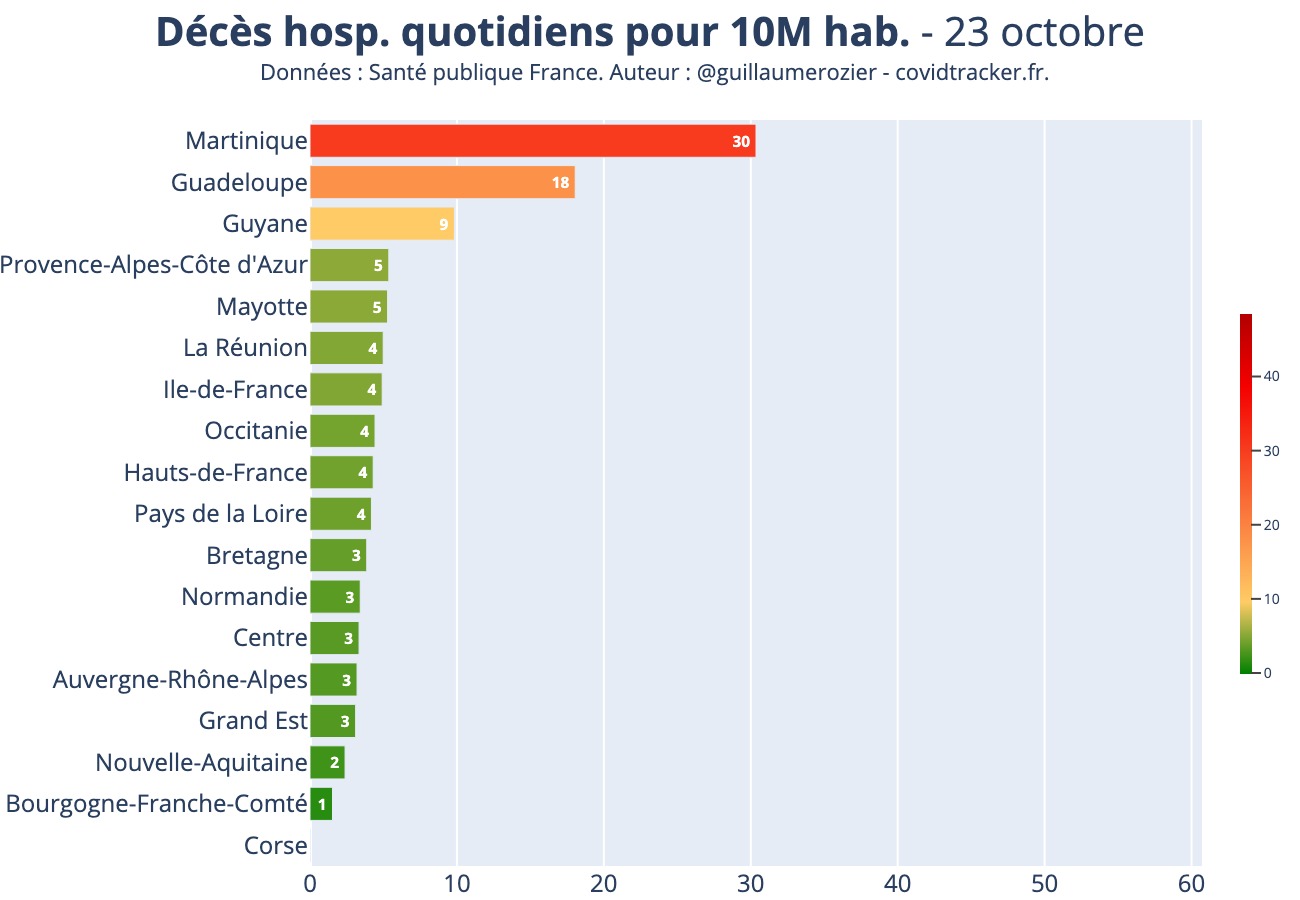 Décès hosp. quotidiens pour 10M hab. - 23 octobre
Données : Santé publique France. Auteur : @guillaumerozier - covidtracker.fr.
Martinique 30
Guadeloupe 18
Guyane 9
Provence-Alpes-Côte d'Azur 5
Mayotte 5
La Réunion 4
Ile-de-France 4
Occitanie 4
Hauts-de-France 4
Pays de la Loire 4
Bretagne 3
Normandie 3
Centre 3
Auvergne-Rhône-Alpes 3
Grand Est 3
Nouvelle-Aquitaine 2
Bourgogne-Franche-Comté 1
Corse
0 10 20 30 40 50 60
40
30
20
10
0